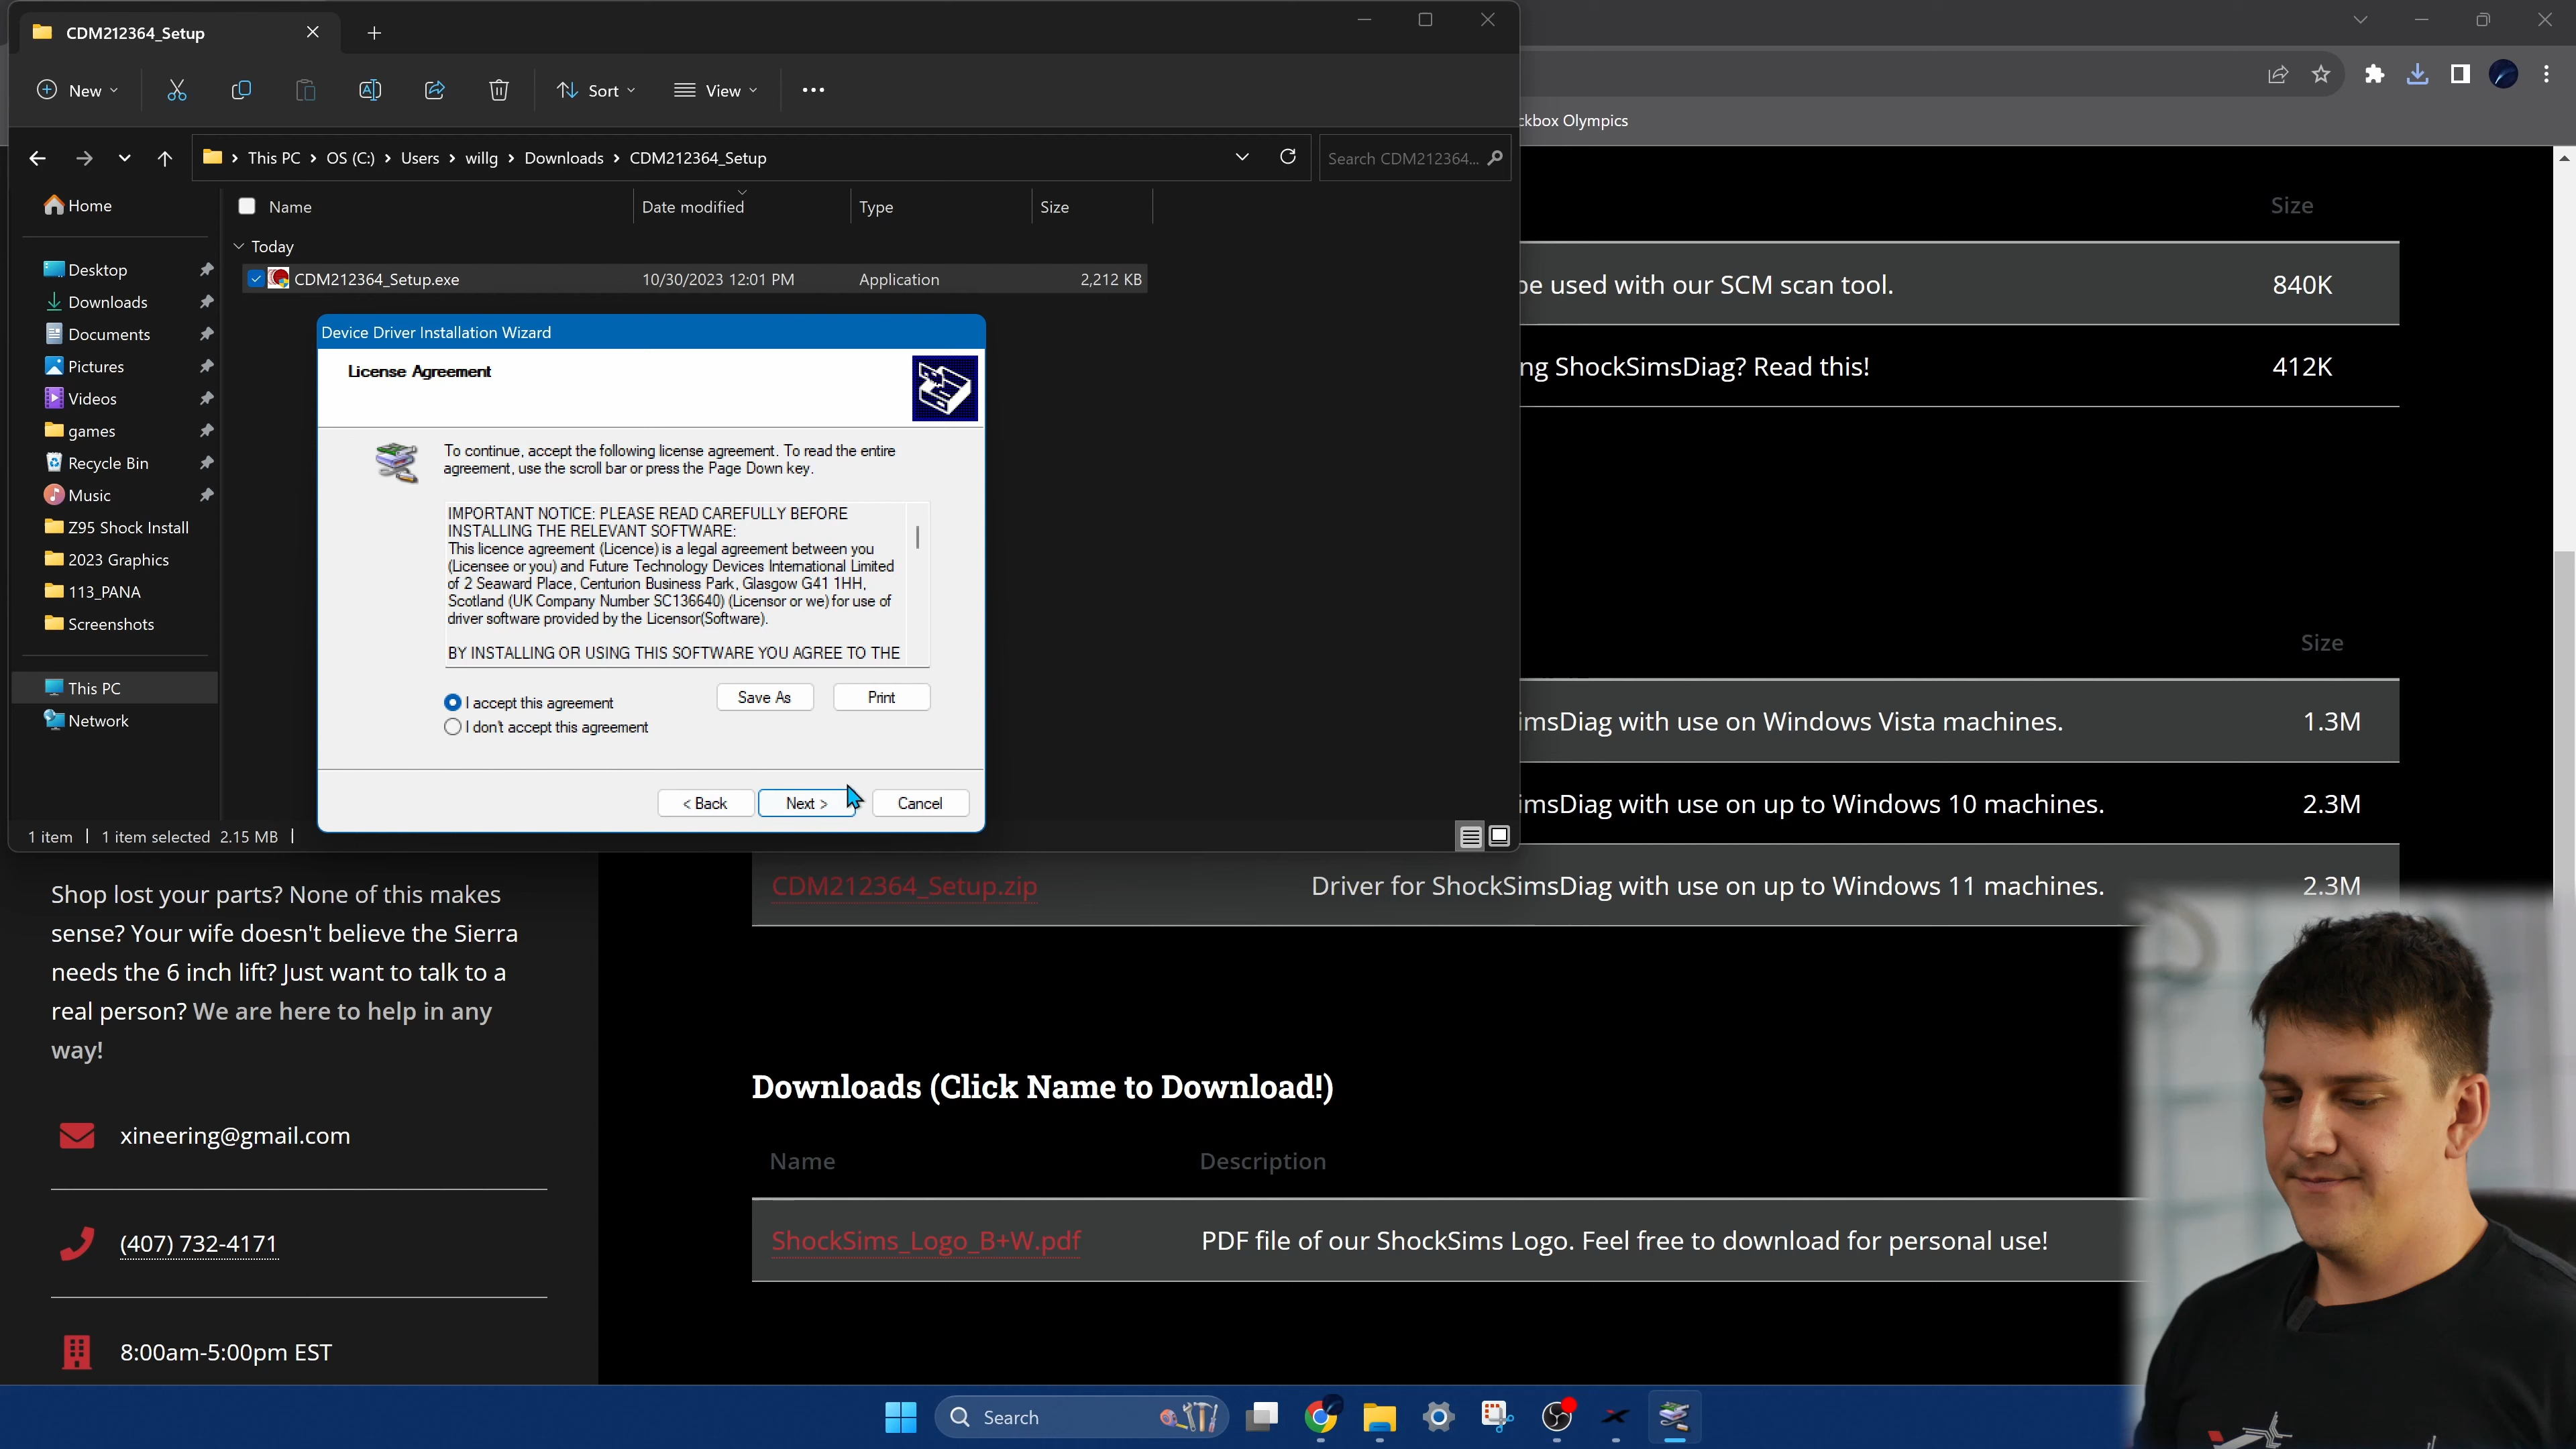 CDM212364_Setup
New
Sort
View
This PC > OS (C:) > Users > willg > Downloads > CDM212364_Setup
Search CDM212364...
ckbox Olympics
Home
Desktop
Downloads
Documents
Pictures
Videos
games
Recycle Bin
Music
Z95 Shock Install
2023 Graphics
113_PANA
Screenshots
This PC
Network
Name Date modified Type Size
Today
CDM212364_Setup.exe 10/30/2023 12:01 PM Application 2,212 KB
Device Driver Installation Wizard
License Agreement
To continue, accept the following license agreement. To read the entire
agreement, use the scroll bar or press the Page Down key.
IMPORTANT NOTICE: PLEASE READ CAREFULLY BEFORE
INSTALLING THE RELEVANT SOFTWARE:
This licence agreement (Licence) is a legal agreement between you
(Licensee or you) and Future Technology Devices International Limited
of 2 Seaward Place, Centurion Business Park, Glasgow G41 1HH,
Scotland (UK Company Number SC136640) (Licensor or we) for use of
driver software provided by the Licensor(Software).
BY INSTALLING OR USING THIS SOFTWARE YOU AGREE TO THE
I accept this agreement
I don't accept this agreement
Save As
Print
< Back
Next >
Cancel
1 item
1 item selected 2.15 MB
Size
be used with our SCM scan tool. 840K
ng ShockSimsDiag? Read this! 412K
Size
imsDiag with use on Windows Vista machines. 1.3M
imsDiag with use on up to Windows 10 machines. 2.3M
CDM212364_Setup.zip Driver for ShockSimsDiag with use on up to Windows 11 machines. 2.3M
Shop lost your parts? None of this makes
sense? Your wife doesn't believe the Sierra
needs the 6 inch lift? Just want to talk to a
real person? We are here to help in any
way!
xineering@gmail.com
(407) 732-4171
8:00am-5:00pm EST
Downloads (Click Name to Download!)
Name Description
ShockSims_Logo_B+W.pdf PDF file of our ShockSims Logo. Feel free to download for personal use!
Search